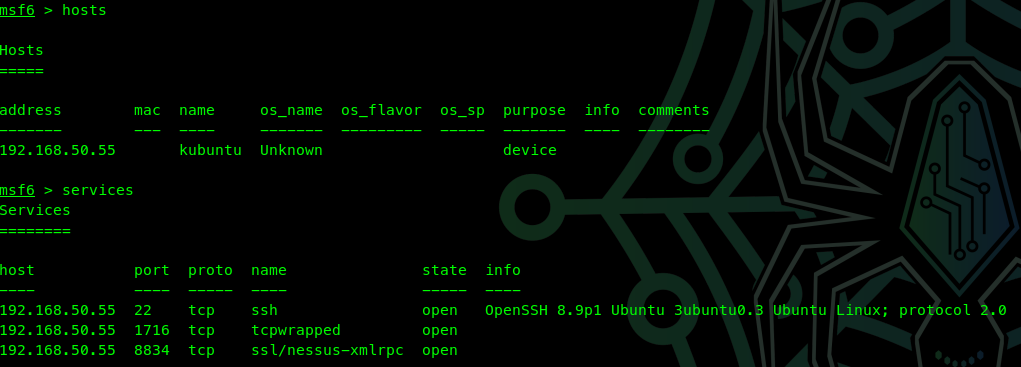 msf6 > hosts
Hosts
=====
address mac name os_name os_flavor os_sp purpose info comments
------- --- ---- ------- --------- ----- ------- ---- --------
192.168.50.55 kubuntu Unknown device
msf6 > services
Services
========
host port proto name state info
---- ---- ----- ---- ----- ----
192.168.50.55 22 tcp ssh open OpenSSH 8.9p1 Ubuntu 3ubuntu0.3 Ubuntu Linux; protocol 2.0
192.168.50.55 1716 tcp tcpwrapped open
192.168.50.55 8834 tcp ssl/nessus-xmlrpc open